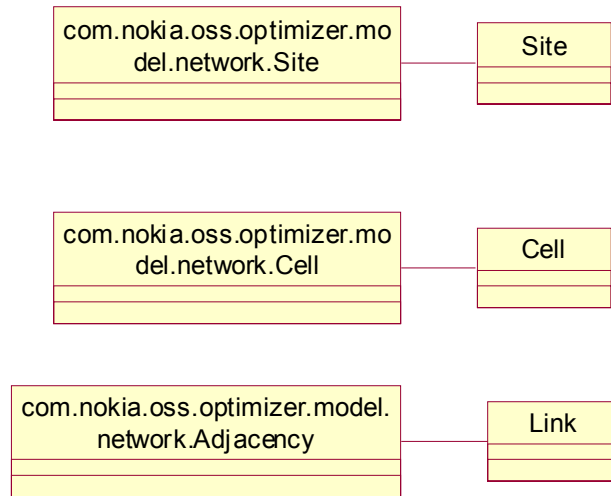 com.nokia.oss.optimizer.mo
del.network.Site
Site
com.nokia.oss.optimizer.mo
del.network.Cell
Cell
com.nokia.oss.optimizer.model.
network.Adjacency
Link